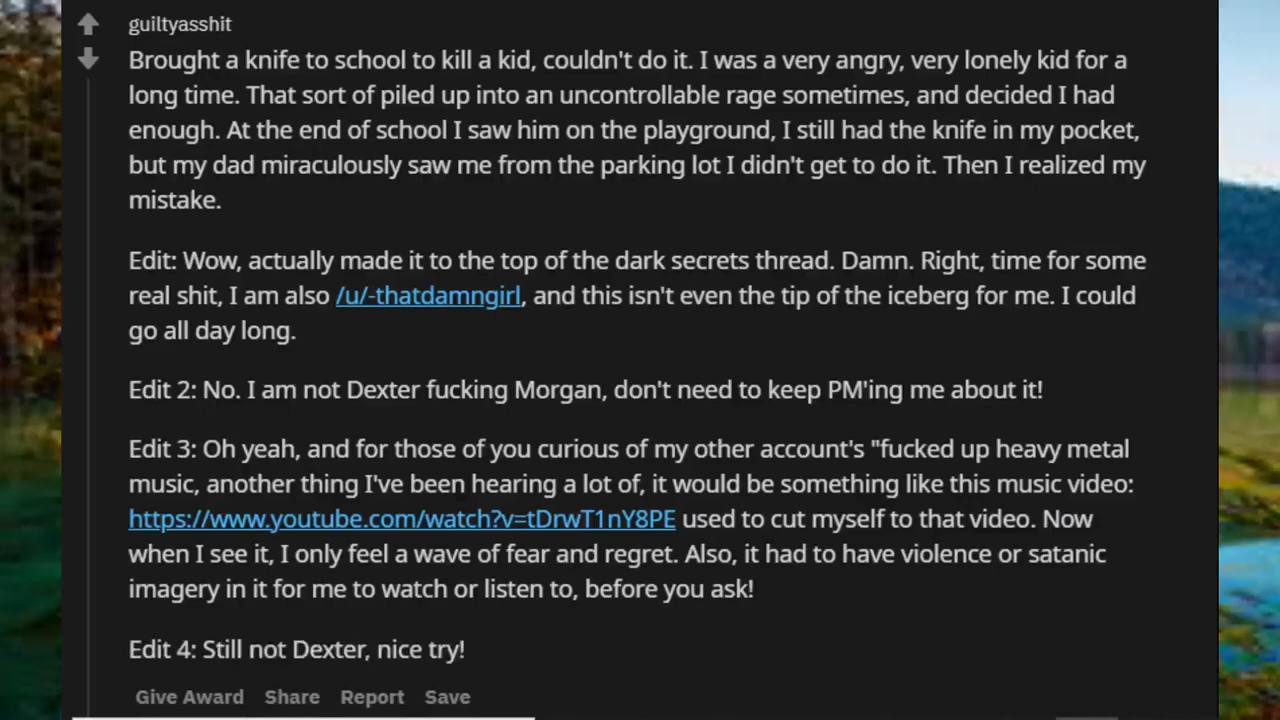 guiltyasshit
Brought a knife to school to kill a kid, couldn't do it. I was a very angry, very lonely kid for a
long time. That sort of piled up into an uncontrollable rage sometimes, and decided I had
enough. At the end of school I saw him on the playground, I still had the knife in my pocket,
but my dad miraculously saw me from the parking lot I didn't get to do it. Then I realized my
mistake.
Edit: Wow, actually made it to the top of the dark secrets thread. Damn. Right, time for some
real shit, I am also /u/-thatdamngirl, and this isn't even the tip of the iceberg for me. I could
go all day long.
Edit 2: No. I am not Dexter fucking Morgan, don't need to keep PM'ing me about it!
Edit 3: Oh yeah, and for those of you curious of my other account's "fucked up heavy metal
music, another thing I've been hearing a lot of, it would be something like this music video:
https://www.youtube.com/watch?v=tDrwT1nY8PE used to cut myself to that video. Now
when I see it, I only feel a wave of fear and regret. Also, it had to have violence or satanic
imagery in it for me to watch or listen to, before you ask!
Edit 4: Still not Dexter, nice try!
Give Award Share Report Save